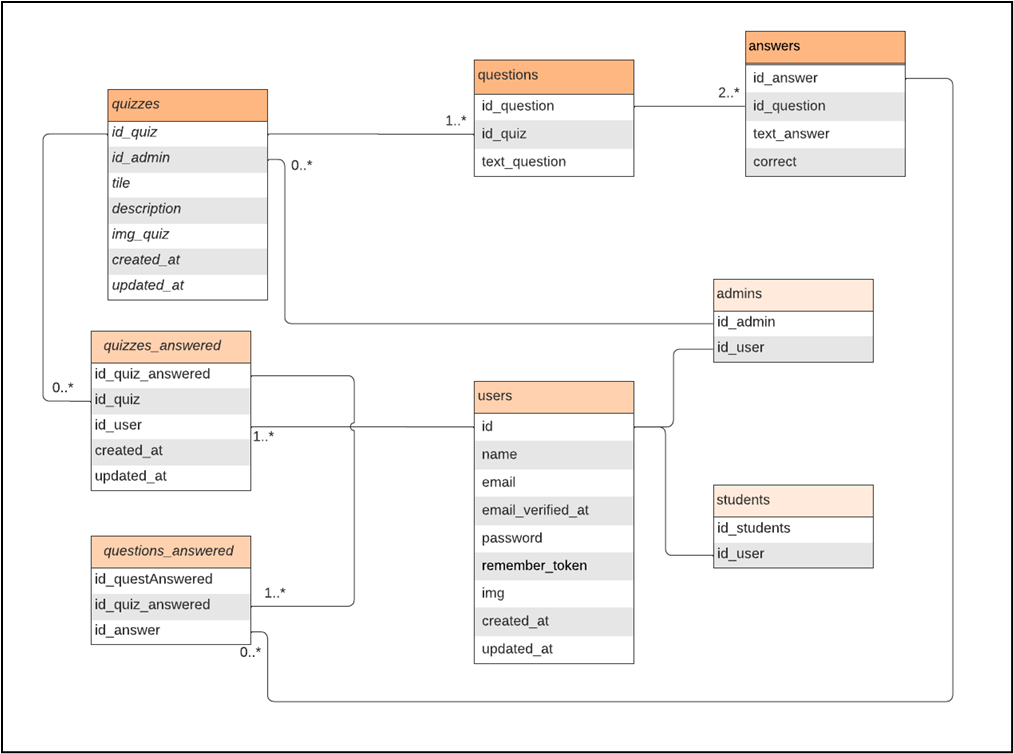 quizzes
id_quiz
id_admin
tile
description
img_quiz
created_at
updated_at
1..*
0..*
questions
id_question
id_quiz
text_question
2..*
answers
id_answer
id_question
text_answer
correct
admins
id_admin
id_user
quizzes_answered
id_quiz_answered
id_quiz
id_user
created_at
updated_at
0..*
1..*
users
id
name
email
email_verified_at
password
remember_token
img
created_at
updated_at
students
id_students
id_user
questions_answered
id_questAnswered
id_quiz_answered
id_answer
1..*
0..*